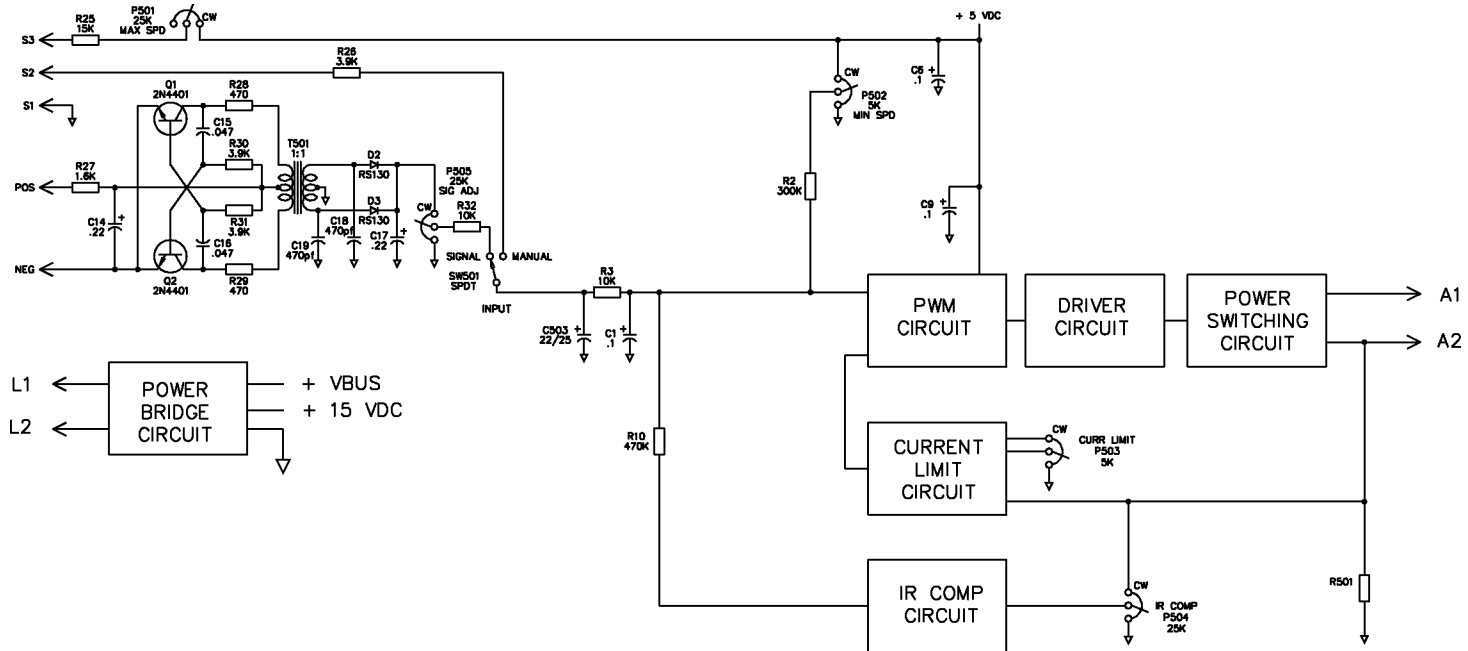 R25
15K
P501
25K
MAX SPD
CW
+ 5 VDC
S3
S2
R26
3.9K
S1
Q1
2N4401
R28
470
C15
.047
R30
3.9K
T501
1:1
R27
1.6K
POS
C14
+
.22
R31
3.9K
C16
.047
NEG
Q2
2N4401
R29
470
D2
RS130
D3
RS130
C19
470pf
C18
470pf
C17
+
.22
P505
25K
SIG ADJ
CW
R32
10K
SIGNAL
MANUAL
SW501
SPDT
INPUT
C503
+
22/25
R3
10K
C1
+
.1
R2
300K
CW
P502
5K
MIN SPD
C6
+
.1
C9
+
.1
PWM
CIRCUIT
DRIVER
CIRCUIT
POWER
SWITCHING
CIRCUIT
A1
A2
L1
L2
POWER
BRIDGE
CIRCUIT
+ VBUS
+ 15 VDC
R10
470K
CURRENT
LIMIT
CIRCUIT
CW
CURR LIMIT
P503
5K
IR COMP
CIRCUIT
CW
IR COMP
P504
25K
R501